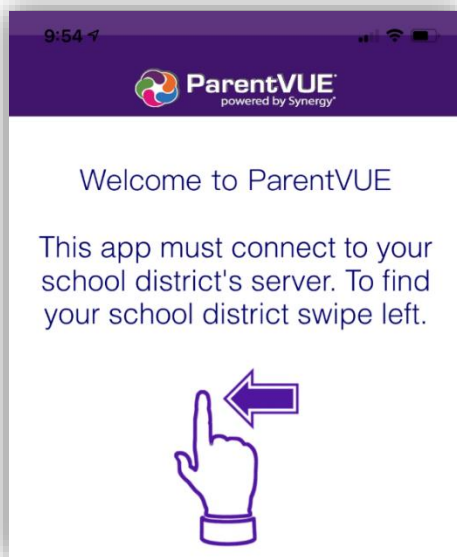 9:54
ParentVUE
powered by Synergy®
Welcome to ParentVUE
This app must connect to your
school district's server. To find
your school district swipe left.